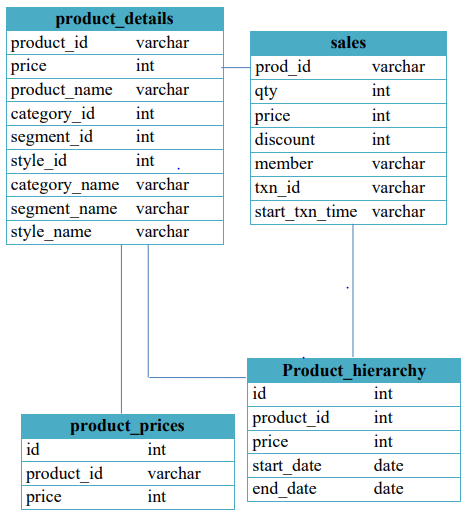 product_details
product_id varchar
price int
product_name varchar
category_id int
segment_id int
style_id int
category_name varchar
segment_name varchar
style_name varchar
sales
prod_id varchar
qty int
price int
discount int
member varchar
txn_id varchar
start_txn_time varchar
product_prices
id int
product_id varchar
price int
Product_hierarchy
id int
product_id int
price int
start_date date
end_date date